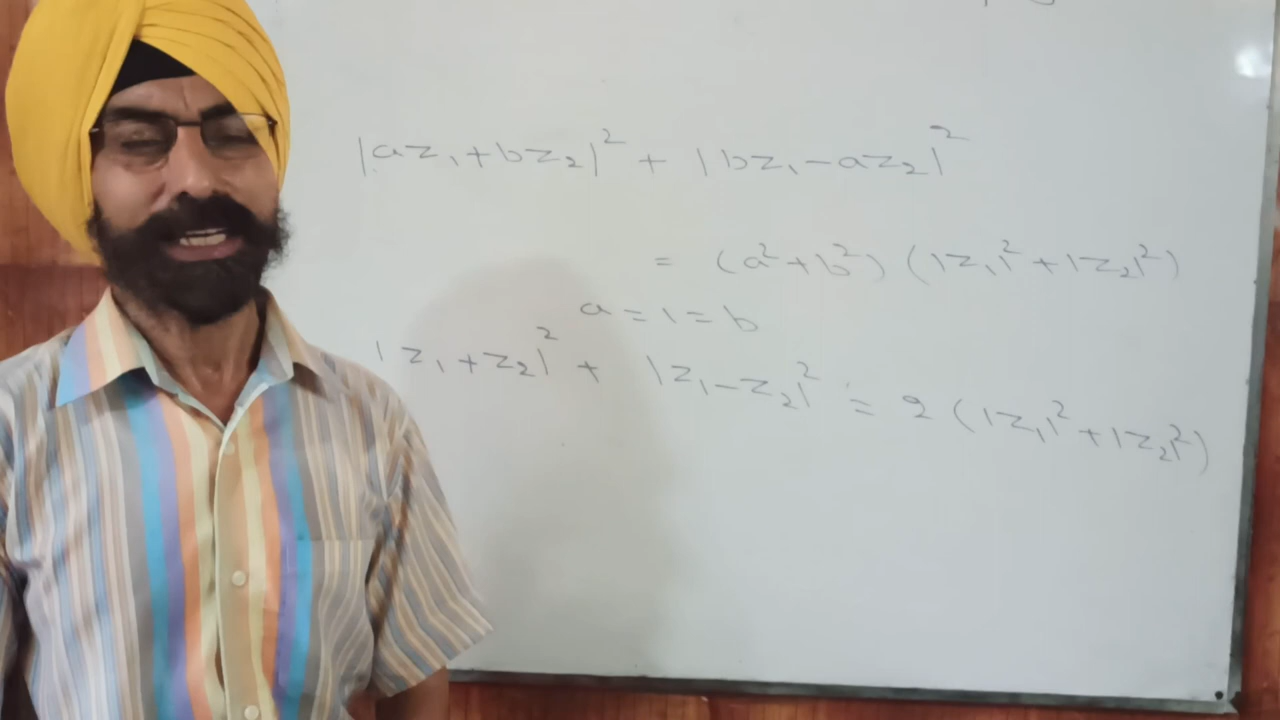 |az₁+bz₂|² + |bz₁-az₂|²
= (a²+b²) (|z₁|²+|z₂|²)
a=1=b
|z₁+z₂|² + |z₁-z₂|² = 2 (|z₁|²+|z₂|²)